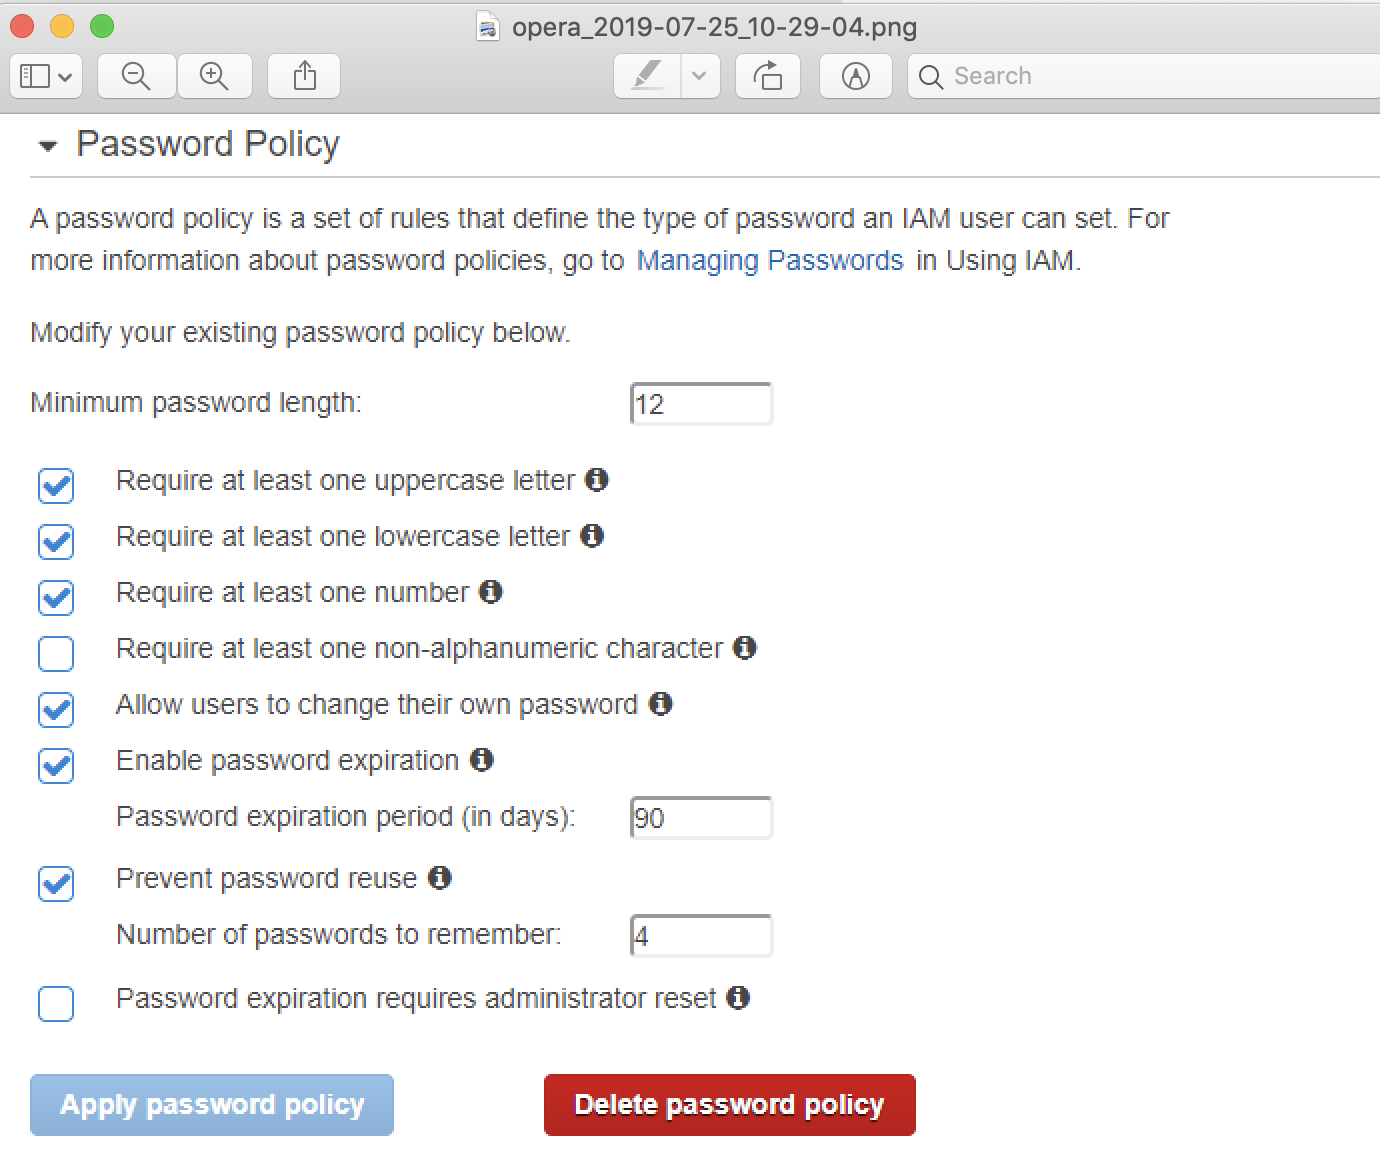 opera_2019-07-25_10-29-04.png
Search
Password Policy
A password policy is a set of rules that define the type of password an IAM user can set. For
more information about password policies, go to Managing Passwords in Using IAM.
Modify your existing password policy below.
Minimum password length: 12
Require at least one uppercase letter
Require at least one lowercase letter
Require at least one number
Require at least one non-alphanumeric character
Allow users to change their own password
Enable password expiration
Password expiration period (in days): 90
Prevent password reuse
Number of passwords to remember: 4
Password expiration requires administrator reset
Apply password policy Delete password policy